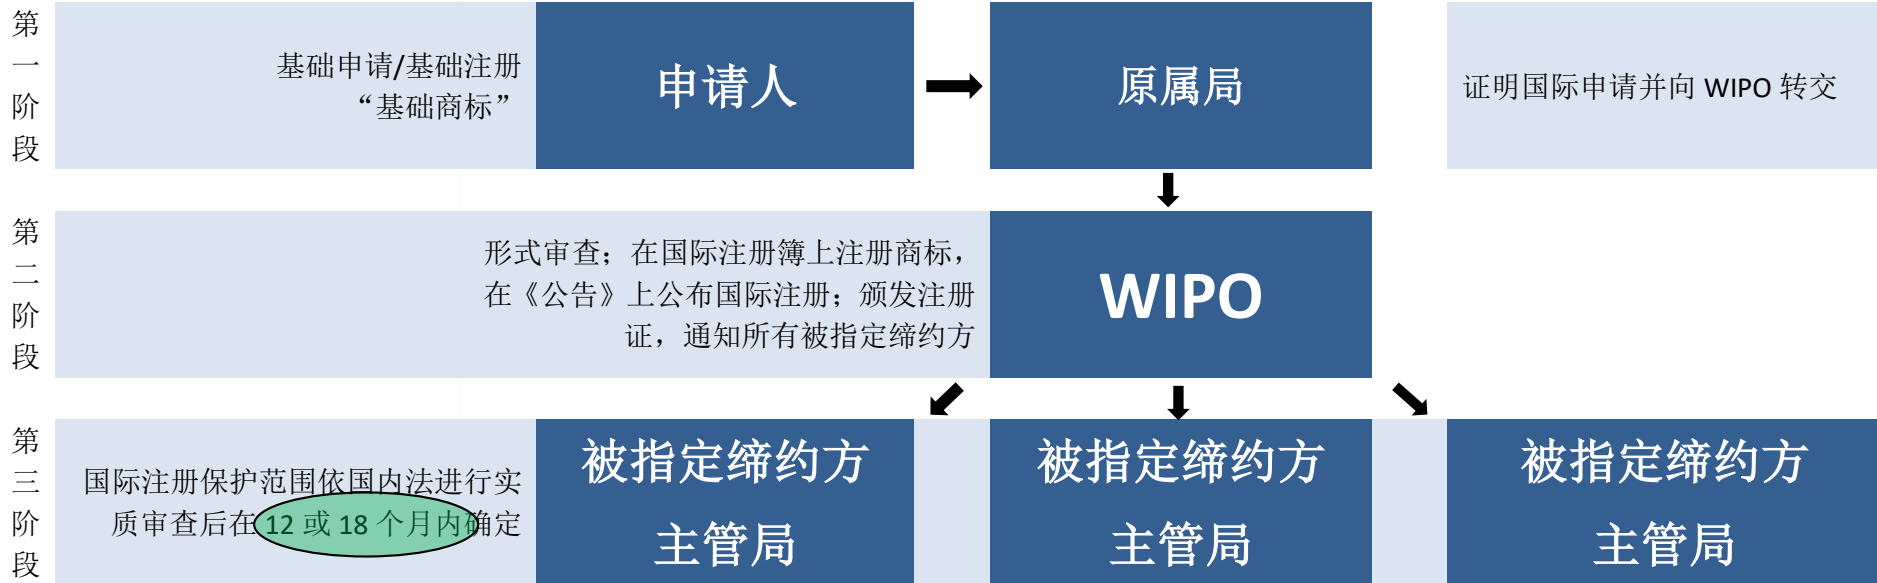 第一阶段
基础申请/基础注册
“基础商标”
申请人
原属局
证明国际申请并向 WIPO 转交
第二阶段
形式审查；在国际注册簿上注册商标，
在《公告》上公布国际注册；颁发注册
证，通知所有被指定缔约方
WIPO
第三阶段
国际注册保护范围依国内法进行实
质审查后在 12 或 18 个月内确定
被指定缔约方
主管局
被指定缔约方
主管局
被指定缔约方
主管局